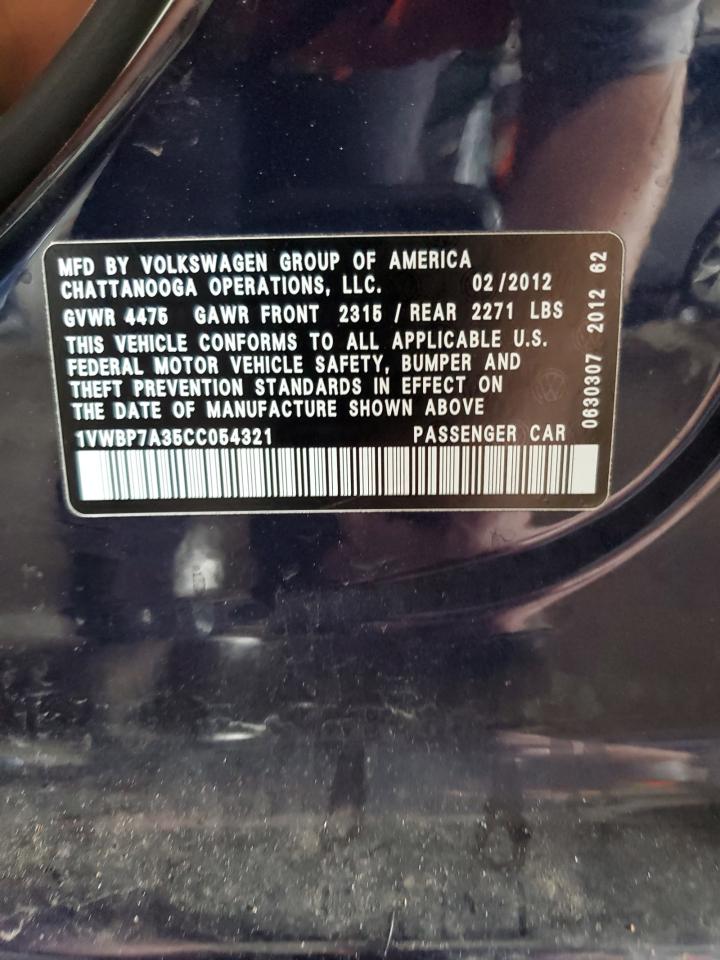 MFD BY VOLKSWAGEN GROUP OF AMERICA
CHATTANOOGA OPERATIONS, LLC. 02/2012
GVWR 4475 GAWR FRONT 2315 / REAR 2271 LBS
THIS VEHICLE CONFORMS TO ALL APPLICABLE U.S.
FEDERAL MOTOR VEHICLE SAFETY, BUMPER AND
THEFT PREVENTION STANDARDS IN EFFECT ON
THE DATE OF MANUFACTURE SHOWN ABOVE
1VWBP7A35CC054321 PASSENGER CAR
0630307 2012 62